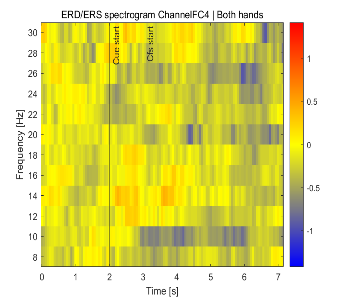 ERD/ERS spectrogram ChannelFC4 | Both hands
Cue start
Cfs start
Frequency [Hz]
30
28
26
24
22
20
18
16
14
12
10
8
0 1 2 3 4 5 6 7
Time [s]
1
0.5
0
-0.5
-1